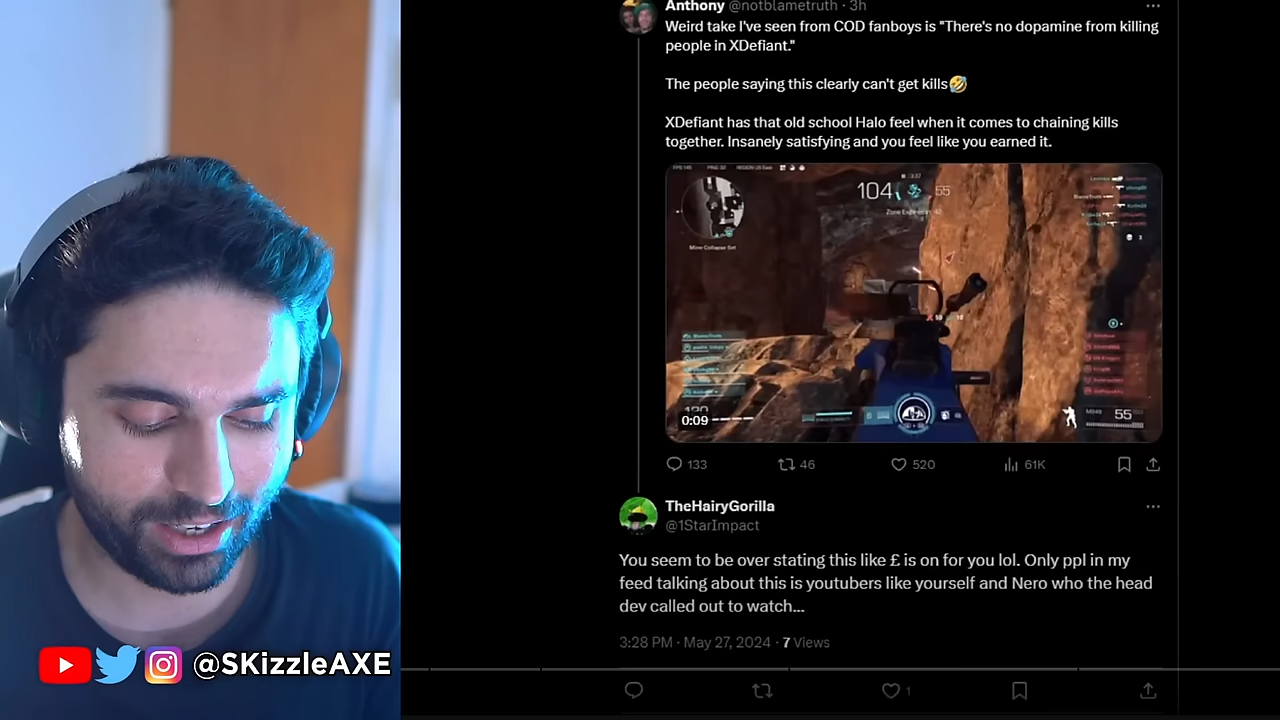 Anthony @notblametruth · 3h
Weird take I've seen from COD fanboys is "There's no dopamine from killing
people in XDefiant."
The people saying this clearly can't get kills🤣
XDefiant has that old school Halo feel when it comes to chaining kills
together. Insanely satisfying and you feel like you earned it.
104 55
0:09
55
133 46 520 61K
TheHairyGorilla
@1StarImpact
You seem to be over stating this like £ is on for you lol. Only ppl in my
feed talking about this is youtubers like yourself and Nero who the head
dev called out to watch...
3:28 PM · May 27, 2024 · 7 Views
1
@SKizzleAXE